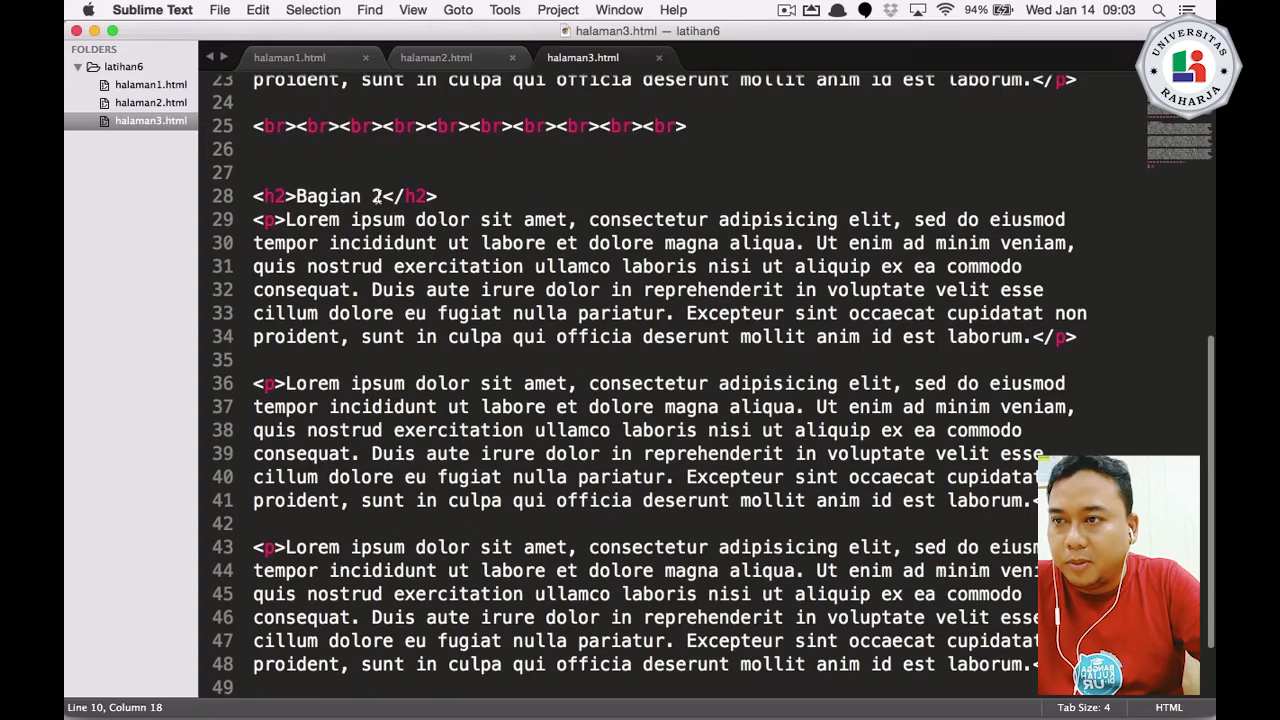 Sublime Text File Edit Selection Find View Goto Tools Project Window Help 94% Wed Jan 14 09:03
halaman3.html — latihan6
UNIVERSITAS RAHARJA
FOLDERS
latihan6
halaman1.html
halaman2.html
halaman3.html
halaman1.html × halaman2.html × halaman3.html ×
23 proident, sunt in culpa qui officia deserunt mollit anim id est laborum.</p>
24
25 <br><br><br><br><br><br><br><br><br><br>
26
27
28 <h2>Bagian 2</h2>
29 <p>Lorem ipsum dolor sit amet, consectetur adipisicing elit, sed do eiusmod
30 tempor incididunt ut labore et dolore magna aliqua. Ut enim ad minim veniam,
31 quis nostrud exercitation ullamco laboris nisi ut aliquip ex ea commodo
32 consequat. Duis aute irure dolor in reprehenderit in voluptate velit esse
33 cillum dolore eu fugiat nulla pariatur. Excepteur sint occaecat cupidatat non
34 proident, sunt in culpa qui officia deserunt mollit anim id est laborum.</p>
35
36 <p>Lorem ipsum dolor sit amet, consectetur adipisicing elit, sed do eiusmod
37 tempor incididunt ut labore et dolore magna aliqua. Ut enim ad minim veniam,
38 quis nostrud exercitation ullamco laboris nisi ut aliquip ex ea commodo
39 consequat. Duis aute irure dolor in reprehenderit in voluptate velit esse
40 cillum dolore eu fugiat nulla pariatur. Excepteur sint occaecat cupidatat
41 proident, sunt in culpa qui officia deserunt mollit anim id est laborum.<
42
43 <p>Lorem ipsum dolor sit amet, consectetur adipisicing elit, sed do eiusm
44 tempor incididunt ut labore et dolore magna aliqua. Ut enim ad minim veni
45 quis nostrud exercitation ullamco laboris nisi ut aliquip ex ea commodo
46 consequat. Duis aute irure dolor in reprehenderit in voluptate velit esse
47 cillum dolore eu fugiat nulla pariatur. Excepteur sint occaecat cupidatat
48 proident, sunt in culpa qui officia deserunt mollit anim id est laborum.<
49
BANGGA
KULIAH
DI UR
Line 10, Column 18 Tab Size: 4 HTML